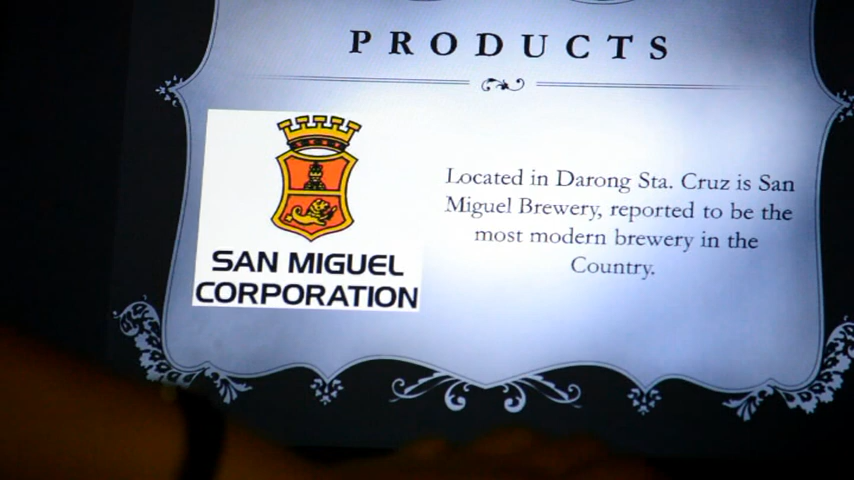 PRODUCTS
SAN MIGUEL
CORPORATION
Located in Darong Sta. Cruz is San
Miguel Brewery, reported to be the
most modern brewery in the
Country.